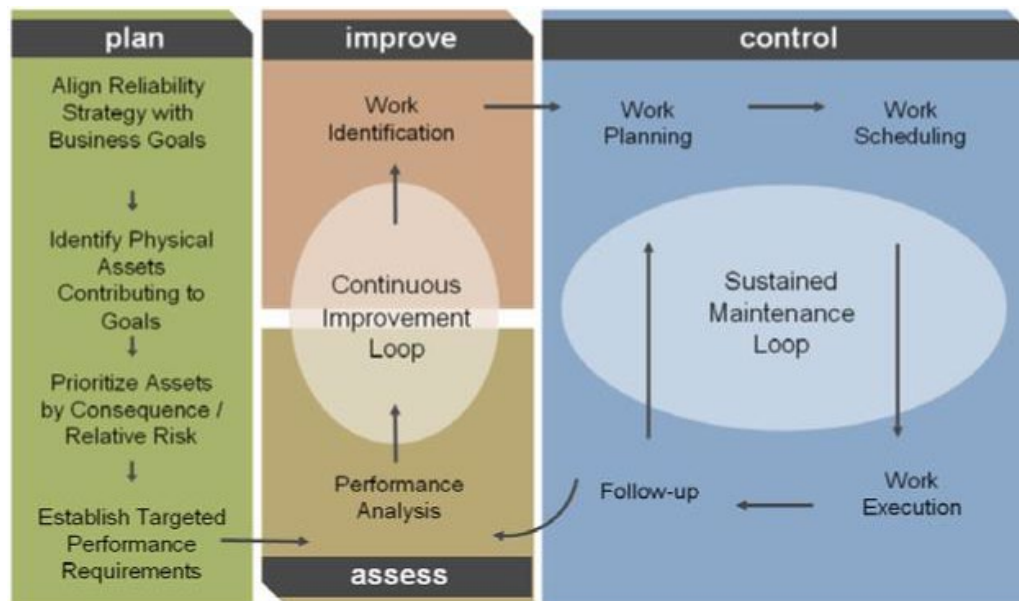 plan
Align Reliability
Strategy with
Business Goals
Identify Physical
Assets
Contributing to
Goals
Prioritize Assets
by Consequence /
Relative Risk
Establish Targeted
Performance
Requirements
improve
Work
Identification
Continuous
Improvement
Loop
Performance
Analysis
assess
control
Work
Planning
Work
Scheduling
Sustained
Maintenance
Loop
Follow-up
Work
Execution